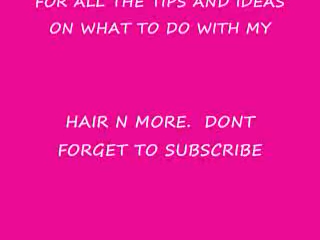 FOR ALL THE TIPS AND IDEAS
ON WHAT TO DO WITH MY
HAIR N MORE. DONT
FORGET TO SUBSCRIBE